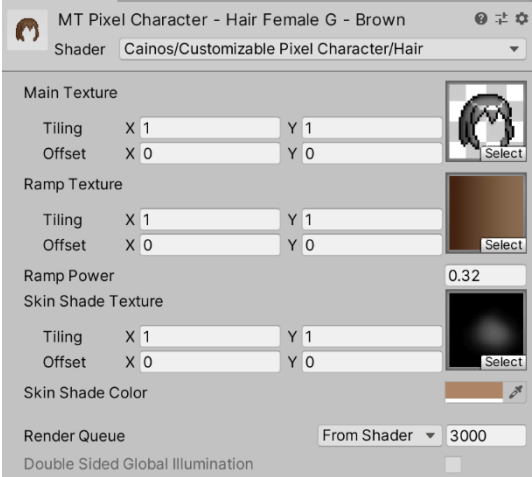 MT Pixel Character - Hair Female G - Brown
Shader Cainos/Customizable Pixel Character/Hair
Main Texture
Tiling X 1 Y 1
Offset X 0 Y 0
Select
Ramp Texture
Tiling X 1 Y 1
Offset X 0 Y 0
Select
Ramp Power 0.32
Skin Shade Texture
Tiling X 1 Y 1
Offset X 0 Y 0
Select
Skin Shade Color
Render Queue From Shader 3000
Double Sided Global Illumination